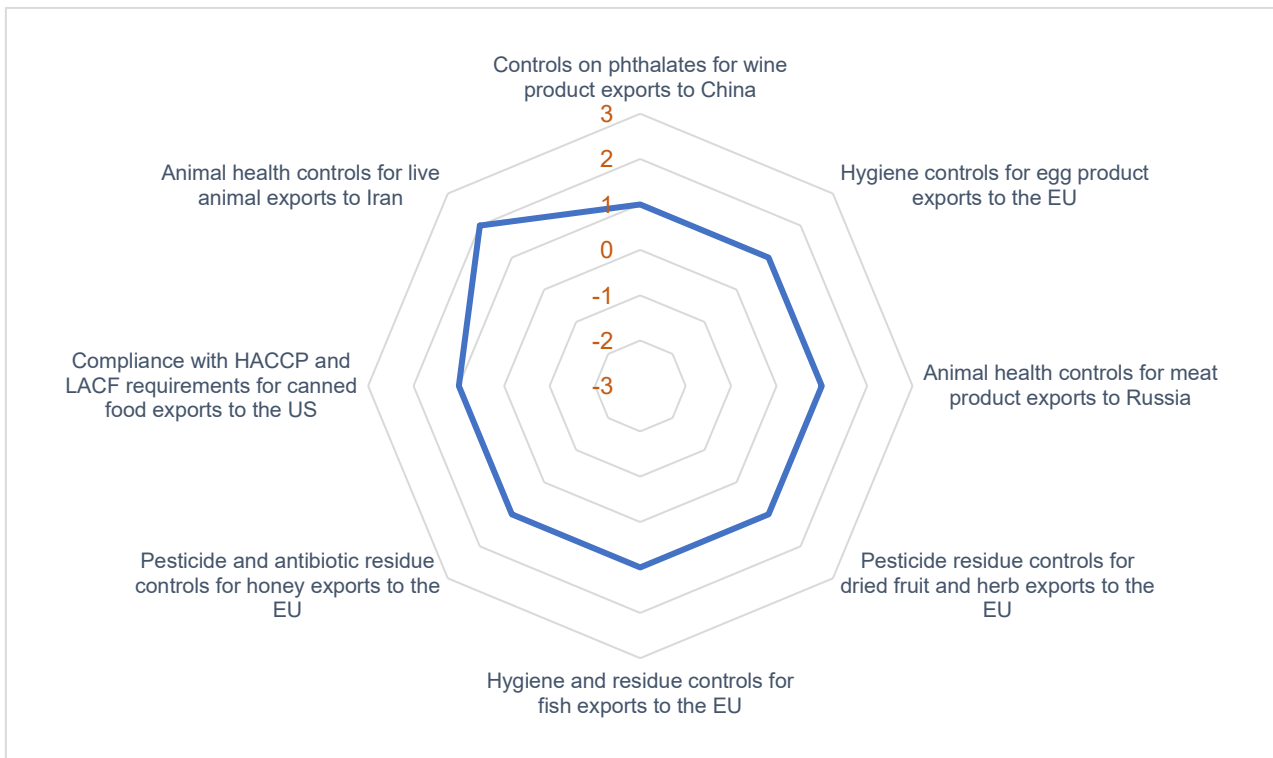 Controls on phthalates for wine
product exports to China
3
2
1
0
-1
-2
-3
Hygiene controls for egg product
exports to the EU
Animal health controls for meat
product exports to Russia
Pesticide residue controls for
dried fruit and herb exports to the
EU
Hygiene and residue controls for
fish exports to the EU
Pesticide and antibiotic residue
controls for honey exports to the
EU
Compliance with HACCP and
LACF requirements for canned
food exports to the US
Animal health controls for live
animal exports to Iran